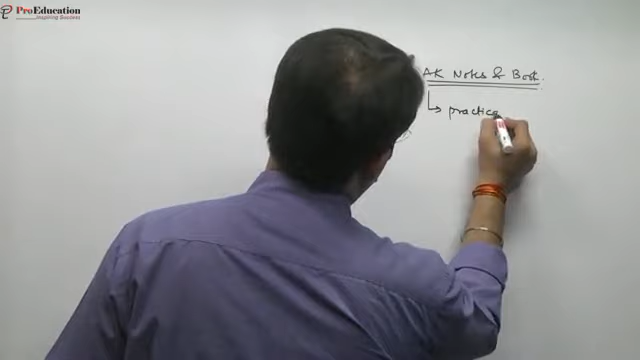 ProEducation
Inspiring Success
AK Notes & Book.
practice